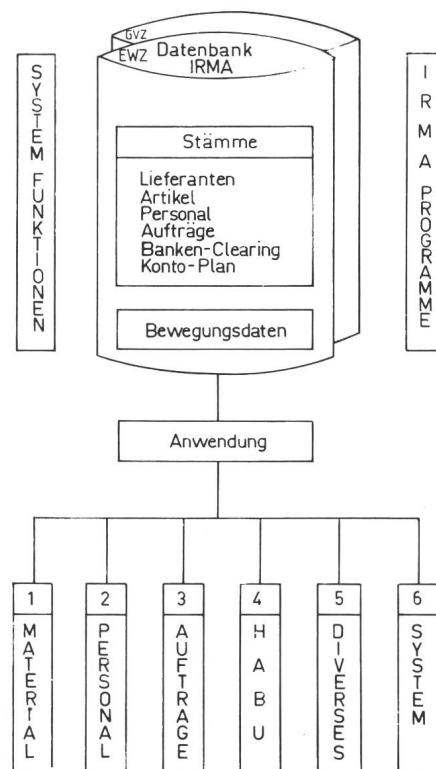 GVZ
EWZ
Datenbank
IRMA
SYSTEM FUNKTIONEN
Stämme
Lieferanten
Artikel
Personal
Aufträge
Banken-Clearing
Konto-Plan
Bewegungsdaten
IRMA PROGRAMME
Anwendung
1
MATERIAL
2
PERSONAL
3
AUFTRAGE
4
HABU
5
DIVERSES
6
SYSTEM